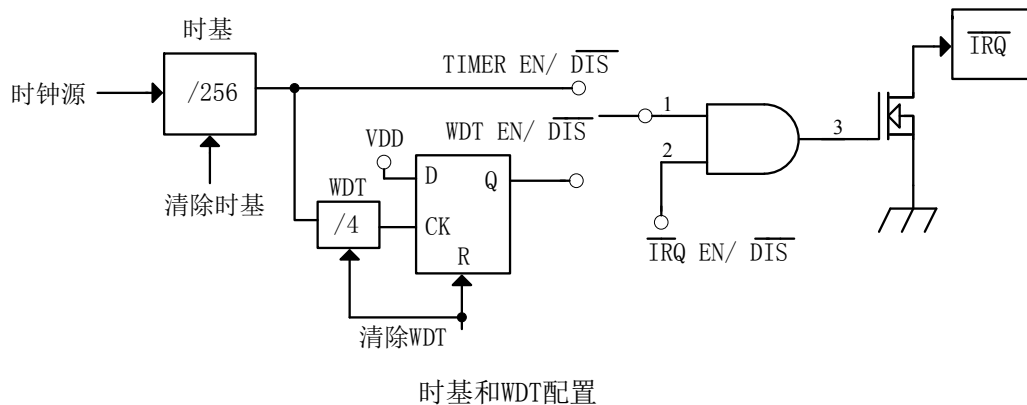 时基
时钟源
/256
清除时基
TIMER EN/ DIS
WDT EN/ DIS
VDD
D
Q
CK
R
WDT
/4
清除WDT
1
2
3
IRQ EN/ DIS
IRQ
时基和WDT配置